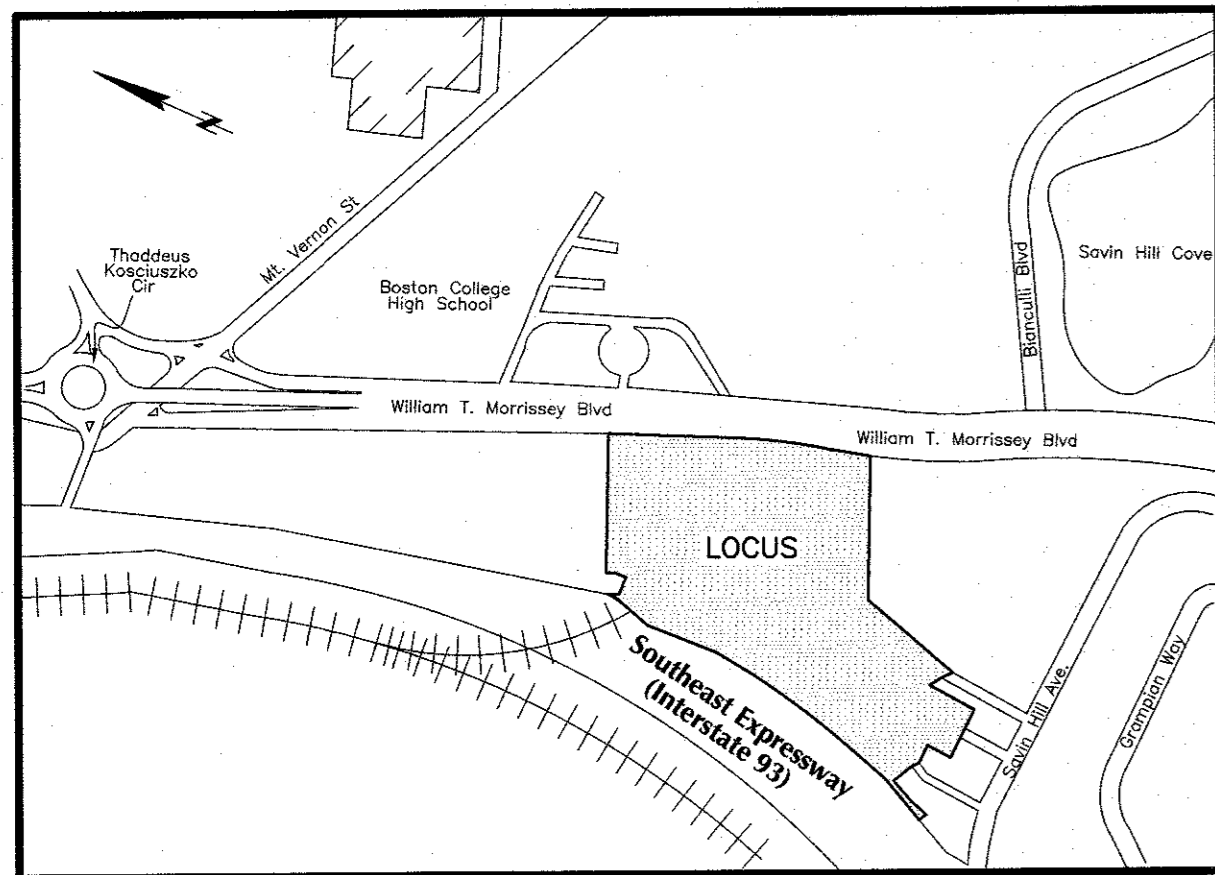 N
Mt. Vernon St
Thaddeus
Kosciuszko
Cir
Boston College
High School
Bianculli Blvd
Savin Hill Cove
William T. Morrissey Blvd
William T. Morrissey Blvd
LOCUS
Southeast Expressway
(Interstate 93)
Savin Hill Ave.
Grampian Way